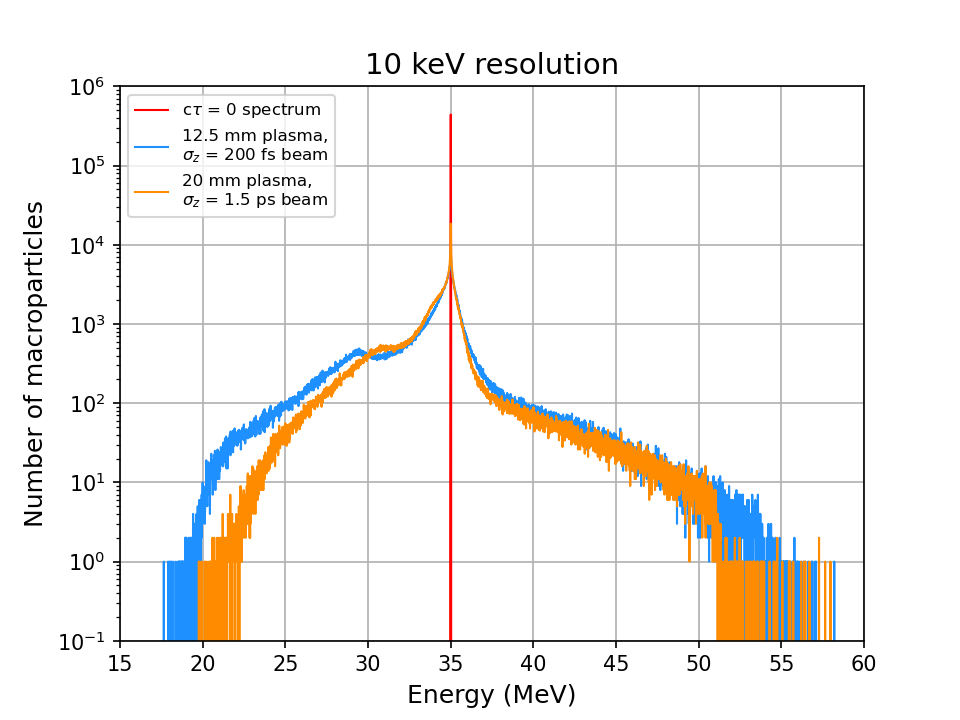 10 keV resolution
10⁶
10⁵
10⁴
10³
10²
10¹
10⁰
10⁻¹
Number of macroparticles
cτ = 0 spectrum
12.5 mm plasma,
σ_z = 200 fs beam
20 mm plasma,
σ_z = 1.5 ps beam
15 20 25 30 35 40 45 50 55 60
Energy (MeV)